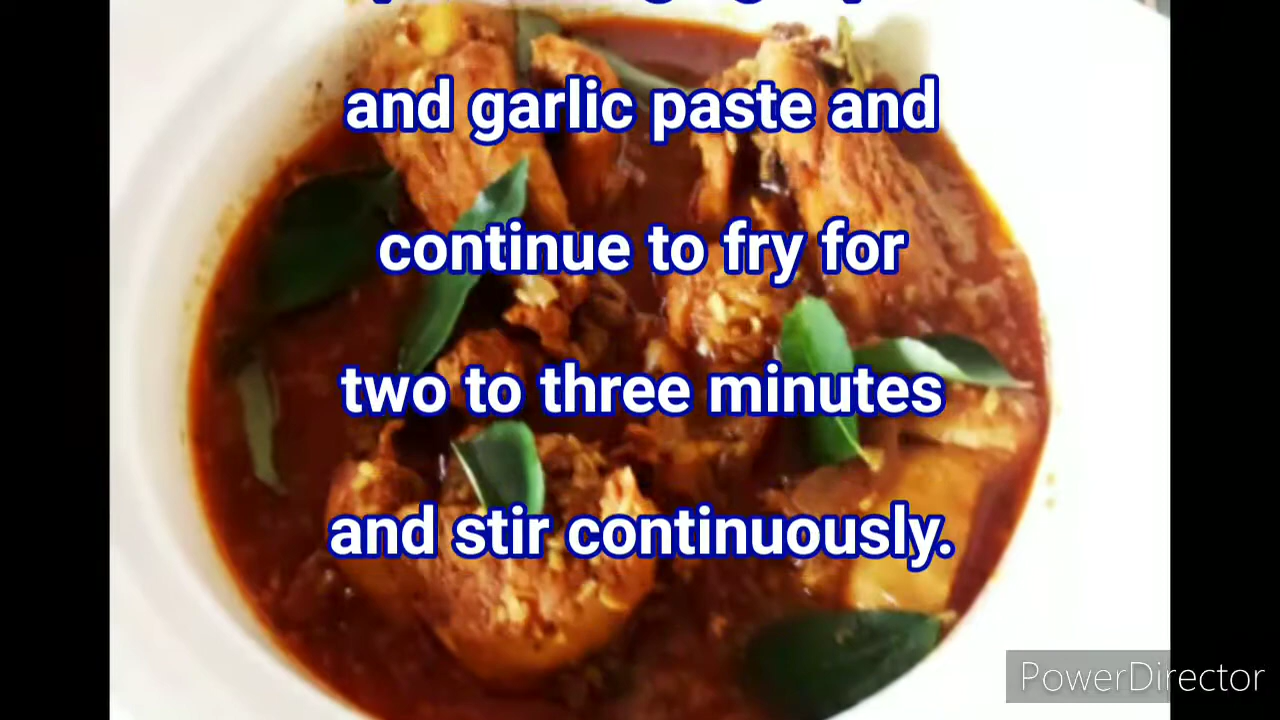 and garlic paste and
continue to fry for
two to three minutes
and stir continuously.
PowerDirector